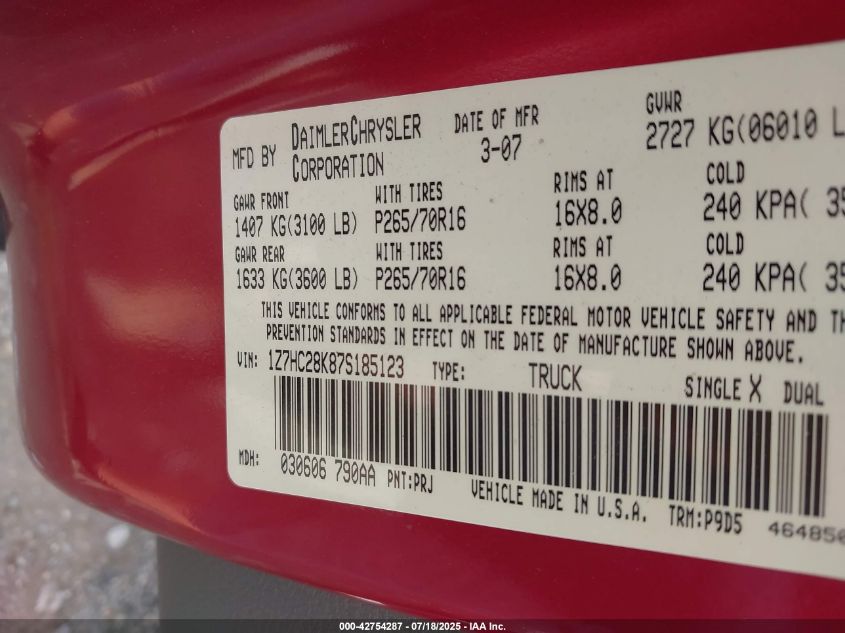 MFD BY DAIMLERCHRYSLER CORPORATION DATE OF MFR 3-07 GVWR 2727 KG(06010 L
GAWR FRONT WITH TIRES RIMS AT COLD
1407 KG(3100 LB) P265/70R16 16X8.0 240 KPA( 35
GAWR REAR WITH TIRES RIMS AT COLD
1633 KG(3600 LB) P265/70R16 16X8.0 240 KPA( 35
THIS VEHICLE CONFORMS TO ALL APPLICABLE FEDERAL MOTOR VEHICLE SAFETY AND TH
PREVENTION STANDARDS IN EFFECT ON THE DATE OF MANUFACTURE SHOWN ABOVE.
VIN: 1Z7HC28K87S185123 TYPE: TRUCK SINGLE X DUAL
MDH: 030606 790AA PNT:PRJ VEHICLE MADE IN U.S.A. TRM:P9D5 464850
000-42754287 - 07/18/2025 - IAA Inc.